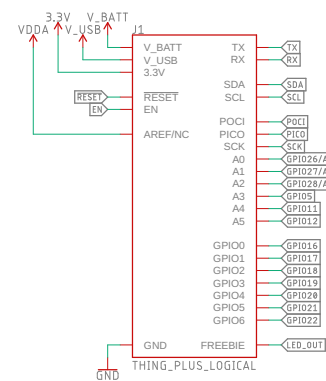 3.3V V_BATT
VDDA V_USB J1
V_BATT TX TX
V_USB RX RX
3.3V
SDA SDA
RESET RESET SCL SCL
EN EN
POCI POCI
AREF/NC PICO PICO
SCK SCK
A0 GPIO26/A
A1 GPIO27/A
A2 GPIO28/A
A3 GPIO5
A4 GPIO11
A5 GPIO12
GPIO0 GPIO16
GPIO1 GPIO17
GPIO2 GPIO18
GPIO3 GPIO19
GPIO4 GPIO20
GPIO5 GPIO21
GPIO6 GPIO22
GND FREEBIE LED_OUT
THING_PLUS_LOGICAL
GND